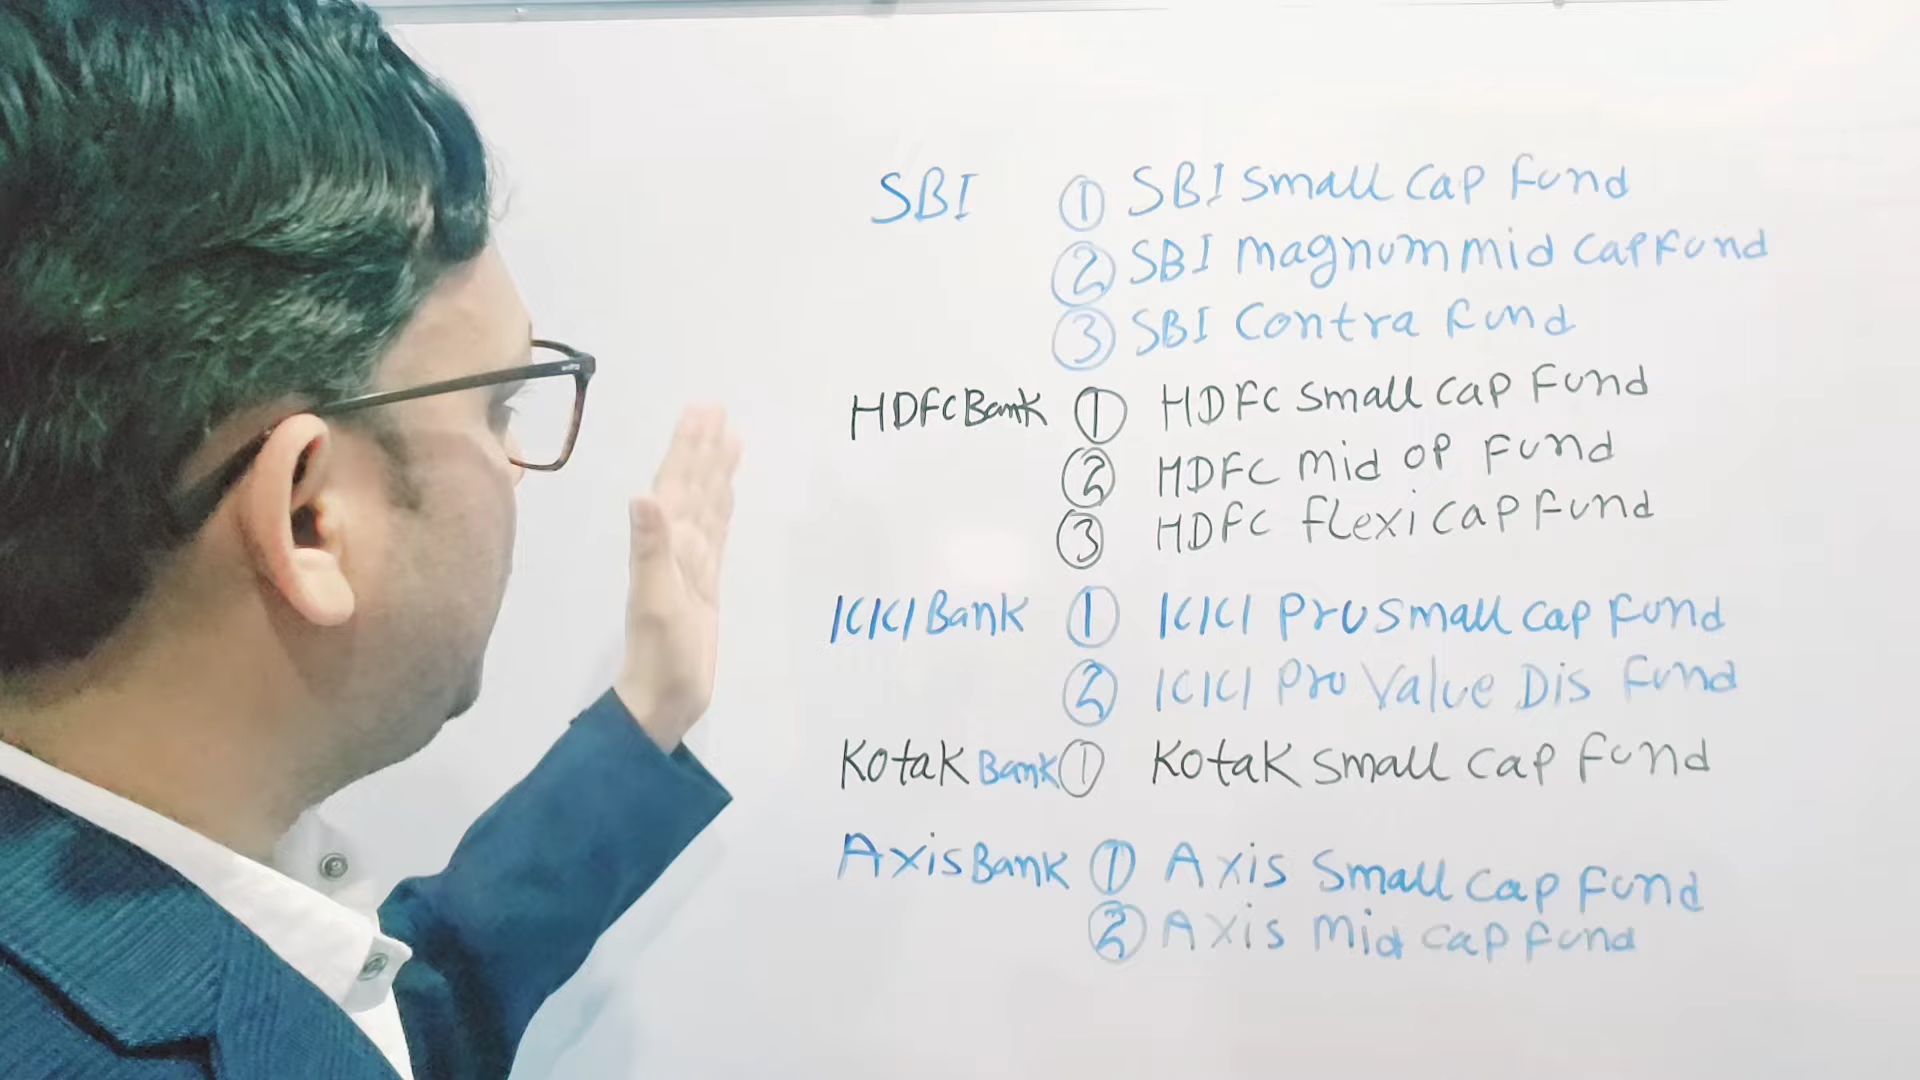 SBI ① SBI Small Cap Fund
② SBI Magnum Mid Cap Fund
③ SBI Contra Fund
HDFC Bank ① HDFC Small Cap Fund
② HDFC Mid OP Fund
③ HDFC Flexi Cap Fund
ICICI Bank ① ICICI Pru Small Cap Fund
② ICICI Pru Value Dis Fund
Kotak Bank ① Kotak Small Cap Fund
Axis Bank ① Axis Small Cap Fund
② Axis Mid Cap Fund